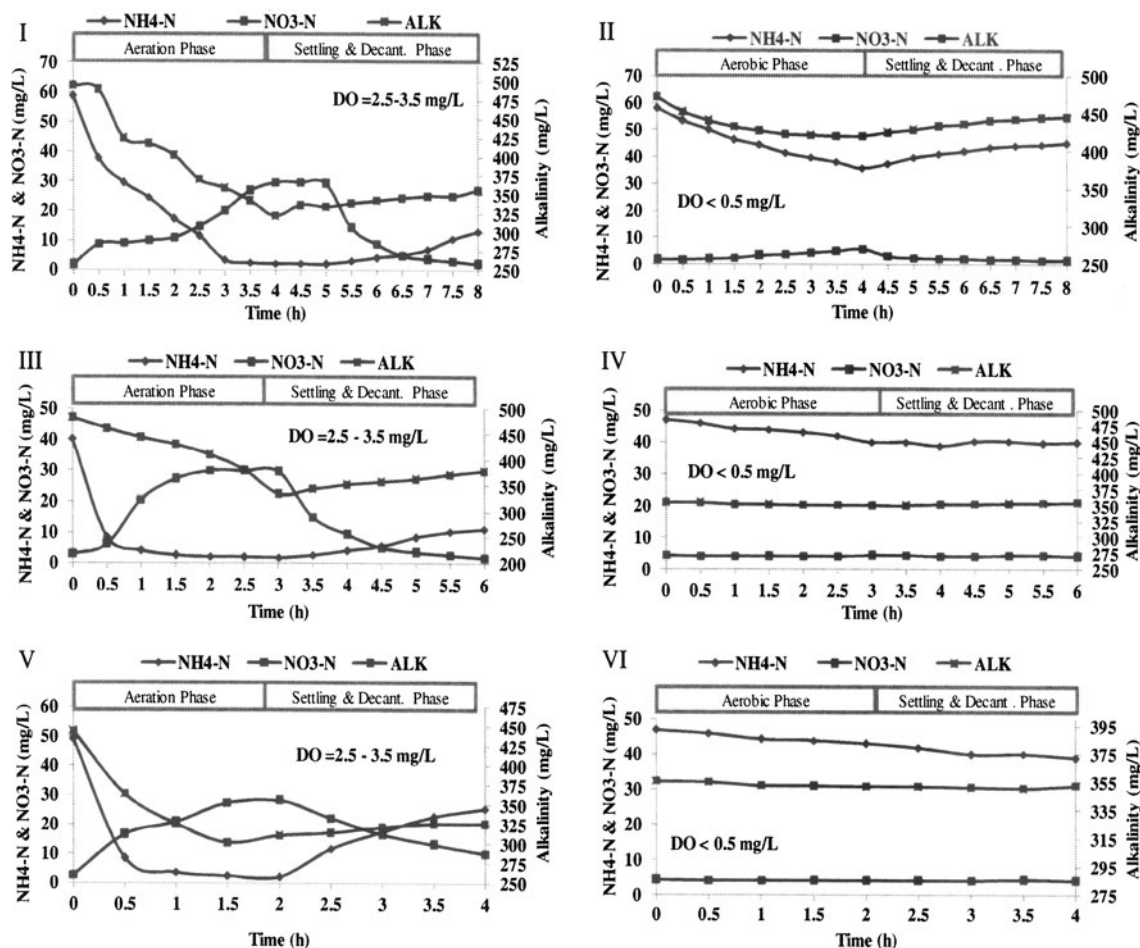 I
NH4-N NO3-N ALK
Aeration Phase Settling & Decant. Phase
DO =2.5-3.5 mg/L
NH4-N & NO3-N (mg/L)
70
60
50
40
30
20
10
0
525
500
475
450
425
400
375
350
325
300
275
250
Alkalinity (mg/L)
0 0.5 1 1.5 2 2.5 3 3.5 4 4.5 5 5.5 6 6.5 7 7.5 8
Time (h)
II
NH4-N NO3-N ALK
Aerobic Phase Settling & Decant . Phase
DO < 0.5 mg/L
NH4-N & NO3-N (mg/L)
70
60
50
40
30
20
10
0
500
450
400
350
300
250
Alkalinity (mg/L)
0 0.5 1 1.5 2 2.5 3 3.5 4 4.5 5 5.5 6 6.5 7 7.5 8
Time (h)
III
NH4-N NO3-N ALK
Aeration Phase Settling & Decant. Phase
DO =2.5 - 3.5 mg/L
NH4-N & NO3-N (mg/L)
50
40
30
20
10
0
500
450
400
350
300
250
200
Alkalinity (mg/L)
0 0.5 1 1.5 2 2.5 3 3.5 4 4.5 5 5.5 6
Time (h)
IV
NH4-N NO3-N ALK
Aerobic Phase Settling & Decant. Phase
DO < 0.5 mg/L
NH4-N & NO3-N (mg/L)
50
40
30
20
10
0
500
475
450
425
400
375
350
325
300
275
250
Alkalinity (mg/L)
0 0.5 1 1.5 2 2.5 3 3.5 4 4.5 5 5.5 6
Time (h)
V
NH4-N NO3-N ALK
Aeration Phase Settling & Decant. Phase
DO =2.5 - 3.5 mg/L
NH4-N & NO3-N (mg/L)
60
50
40
30
20
10
0
475
450
425
400
375
350
325
300
275
250
Alkalinity (mg/L)
0 0.5 1 1.5 2 2.5 3 3.5 4
Time (h)
VI
NH4-N NO3-N ALK
Aerobic Phase Settling & Decant . Phase
DO < 0.5 mg/L
NH4-N & NO3-N (mg/L)
50
40
30
20
10
0
395
375
355
335
315
295
275
Alkalinity (mg/L)
0 0.5 1 1.5 2 2.5 3 3.5 4
Time (h)